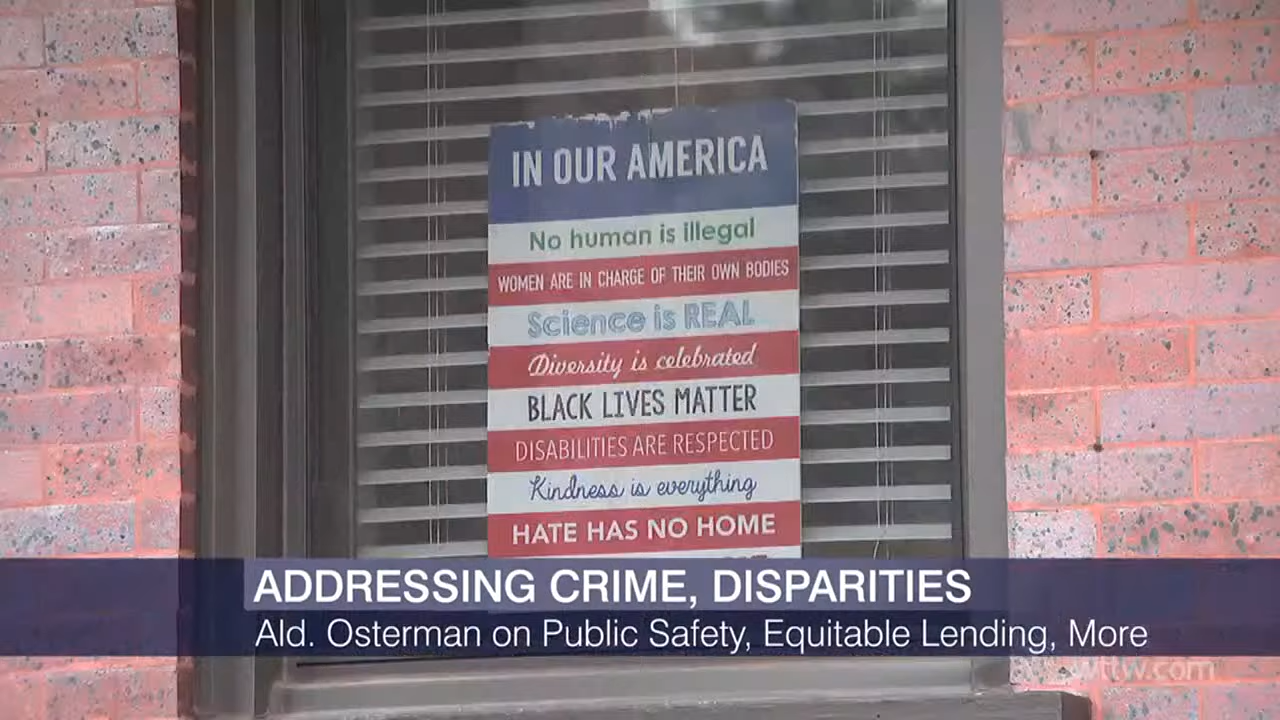 IN OUR AMERICA
No human is illegal
WOMEN ARE IN CHARGE OF THEIR OWN BODIES
Science is REAL
Diversity is celebrated
BLACK LIVES MATTER
DISABILITIES ARE RESPECTED
Kindness is everything
HATE HAS NO HOME
ADDRESSING CRIME, DISPARITIES
Ald. Osterman on Public Safety, Equitable Lending, More
wttw.com